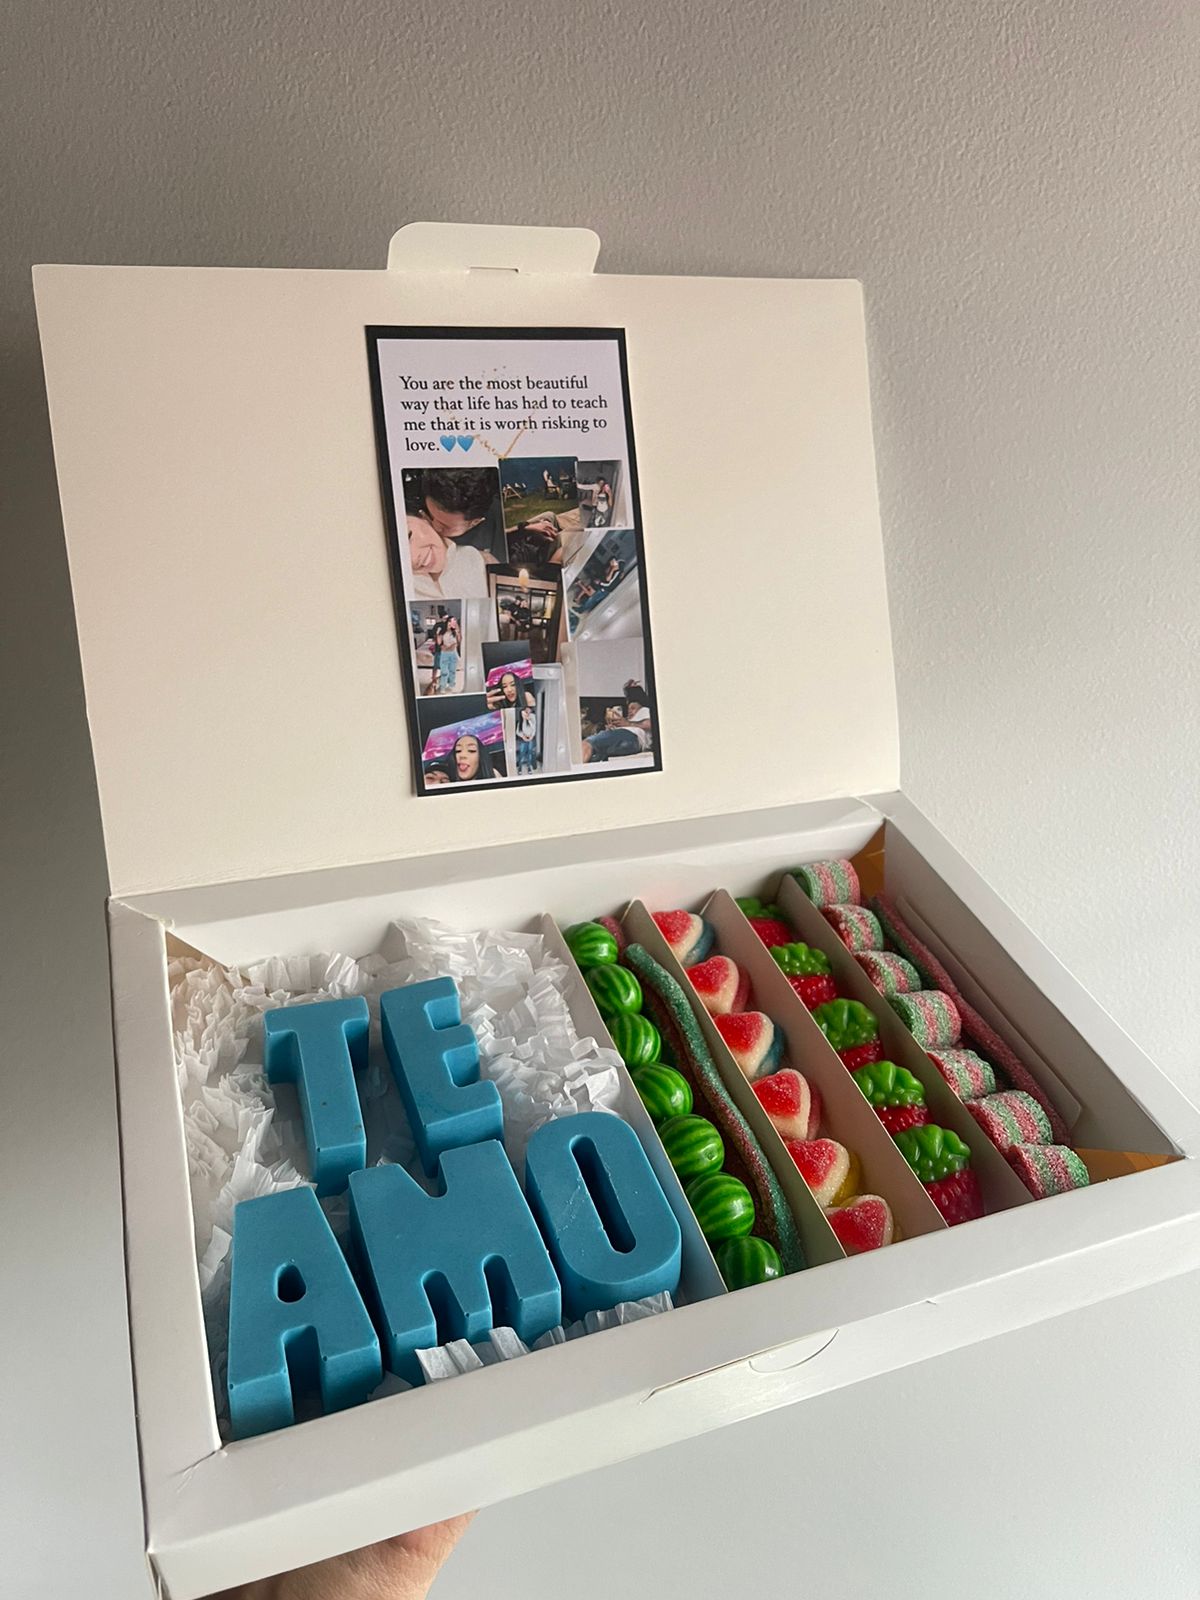 You are the most beautiful
way that life has had to teach
me that it is worth risking to
love.🩵🩵
TE
AMO